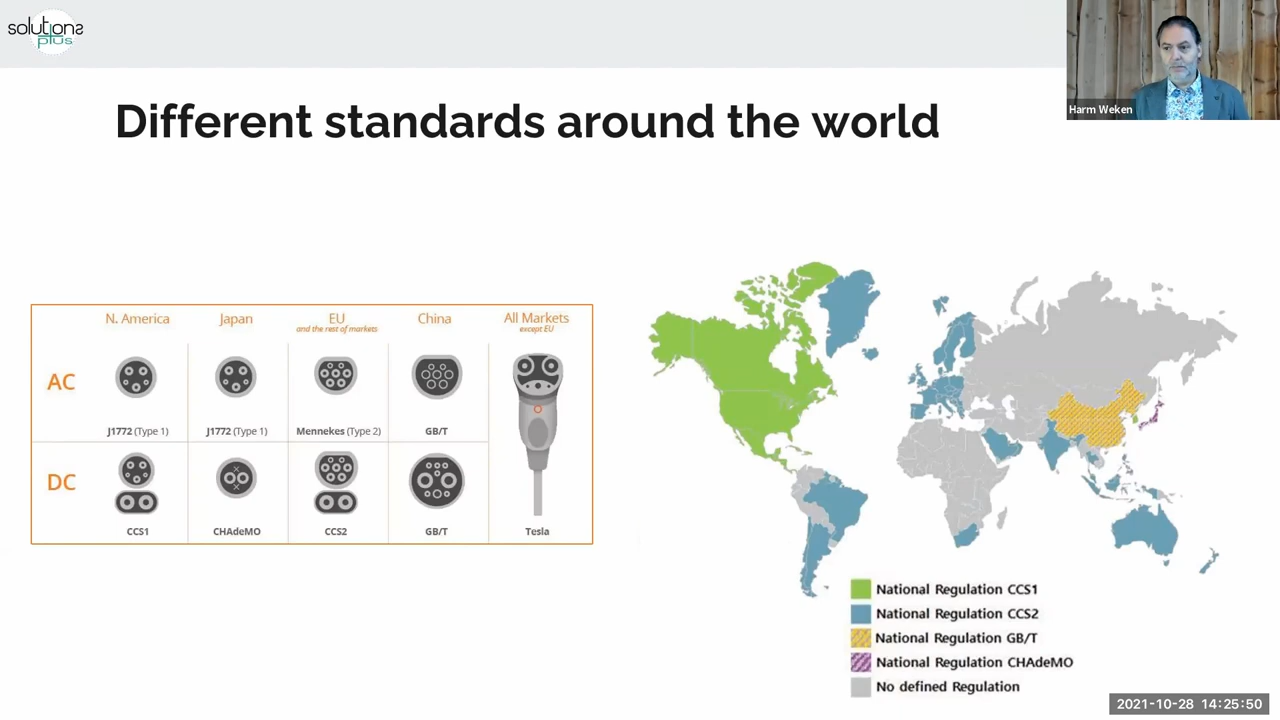 solutions
plus
Harm Weken
Different standards around the world
N. America
Japan
EU
and the rest of markets
China
All Markets
except EU
AC
J1772 (Type 1)
J1772 (Type 1)
Mennekes (Type 2)
GB/T
DC
CCS1
CHAdeMO
CCS2
GB/T
Tesla
National Regulation CCS1
National Regulation CCS2
National Regulation GB/T
National Regulation CHAdeMO
No defined Regulation
2021-10-28 14:25:50